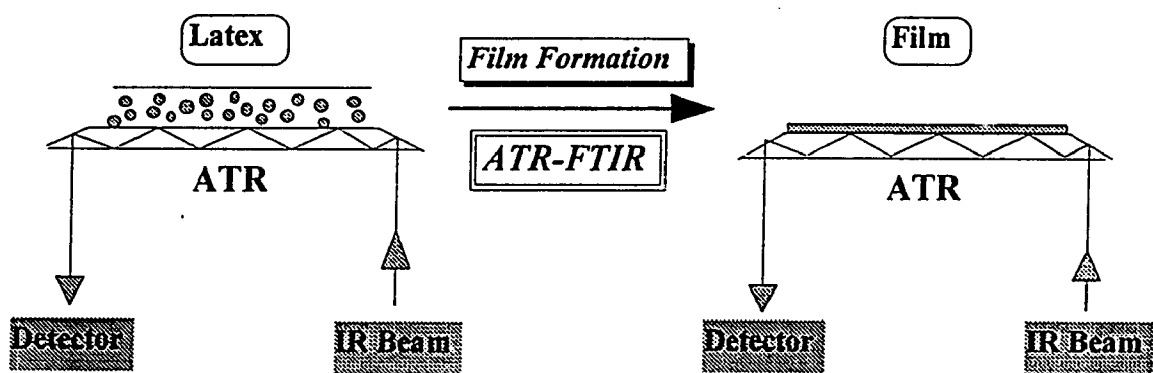 Latex
Film Formation
ATR-FTIR
Film
ATR
ATR
Detector
IR Beam
Detector
IR Beam